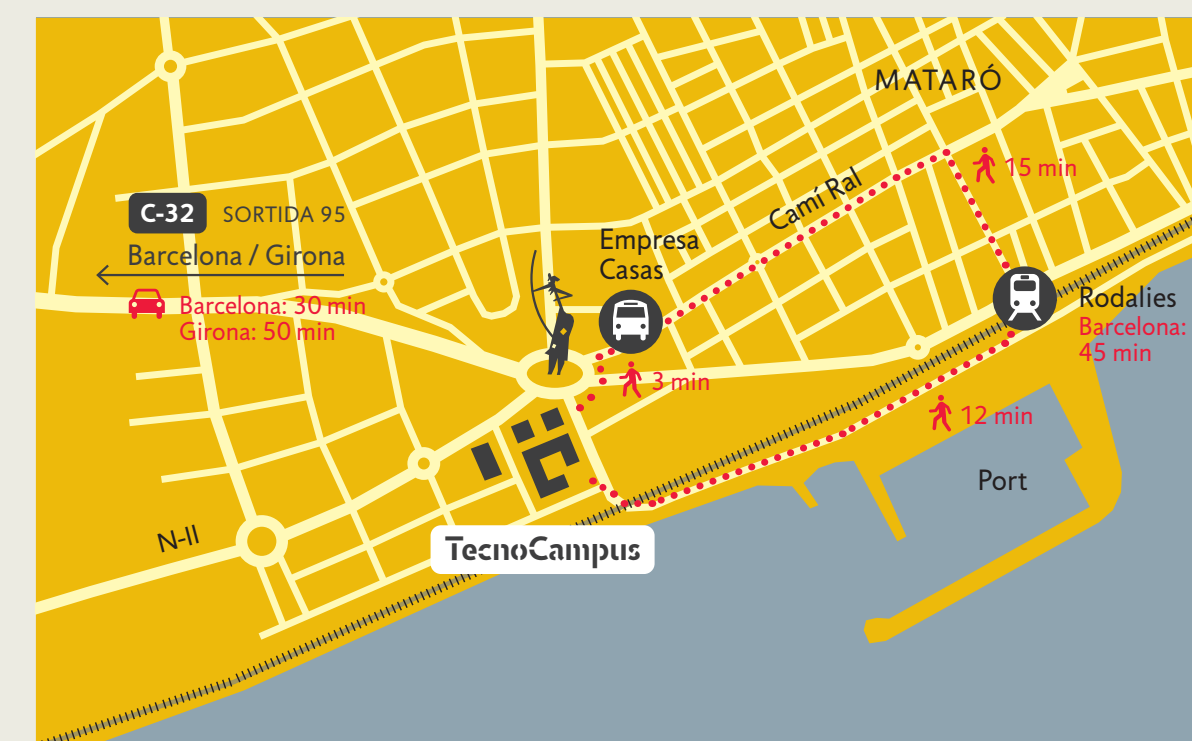 MATARÓ
15 min
Camí Ral
C-32 SORTIDA 95
Barcelona / Girona
Barcelona: 30 min
Girona: 50 min
Empresa
Casas
Rodalies
Barcelona:
45 min
3 min
12 min
Port
N-II
TecnoCampus